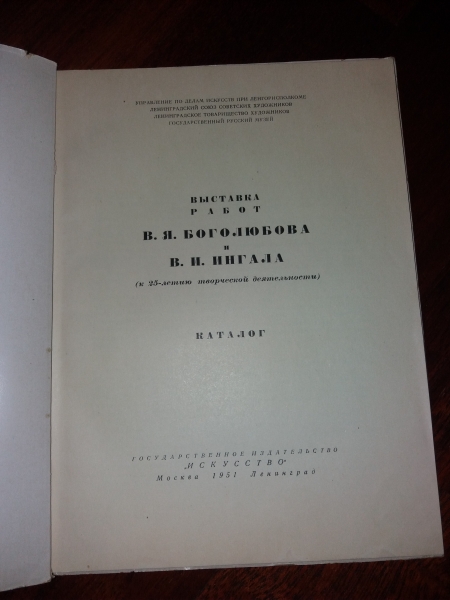 УПРАВЛЕНИЕ ПО ДЕЛАМ ИСКУССТВ ПРИ ЛЕНГОРИСПОЛКОМЕ
ЛЕНИНГРАДСКИЙ СОЮЗ СОВЕТСКИХ ХУДОЖНИКОВ
ЛЕНИНГРАДСКОЕ ТОВАРИЩЕСТВО ХУДОЖНИКОВ
ГОСУДАРСТВЕННЫЙ РУССКИЙ МУЗЕЙ
ВЫСТАВКА
РАБОТ
В. Я. БОГОЛЮБОВА
и
В. И. ИНГАЛА
(к 25-летию творческой деятельности)
КАТАЛОГ
ГОСУДАРСТВЕННОЕ ИЗДАТЕЛЬСТВО
„ИСКУССТВО"
Москва 1951 Ленинград